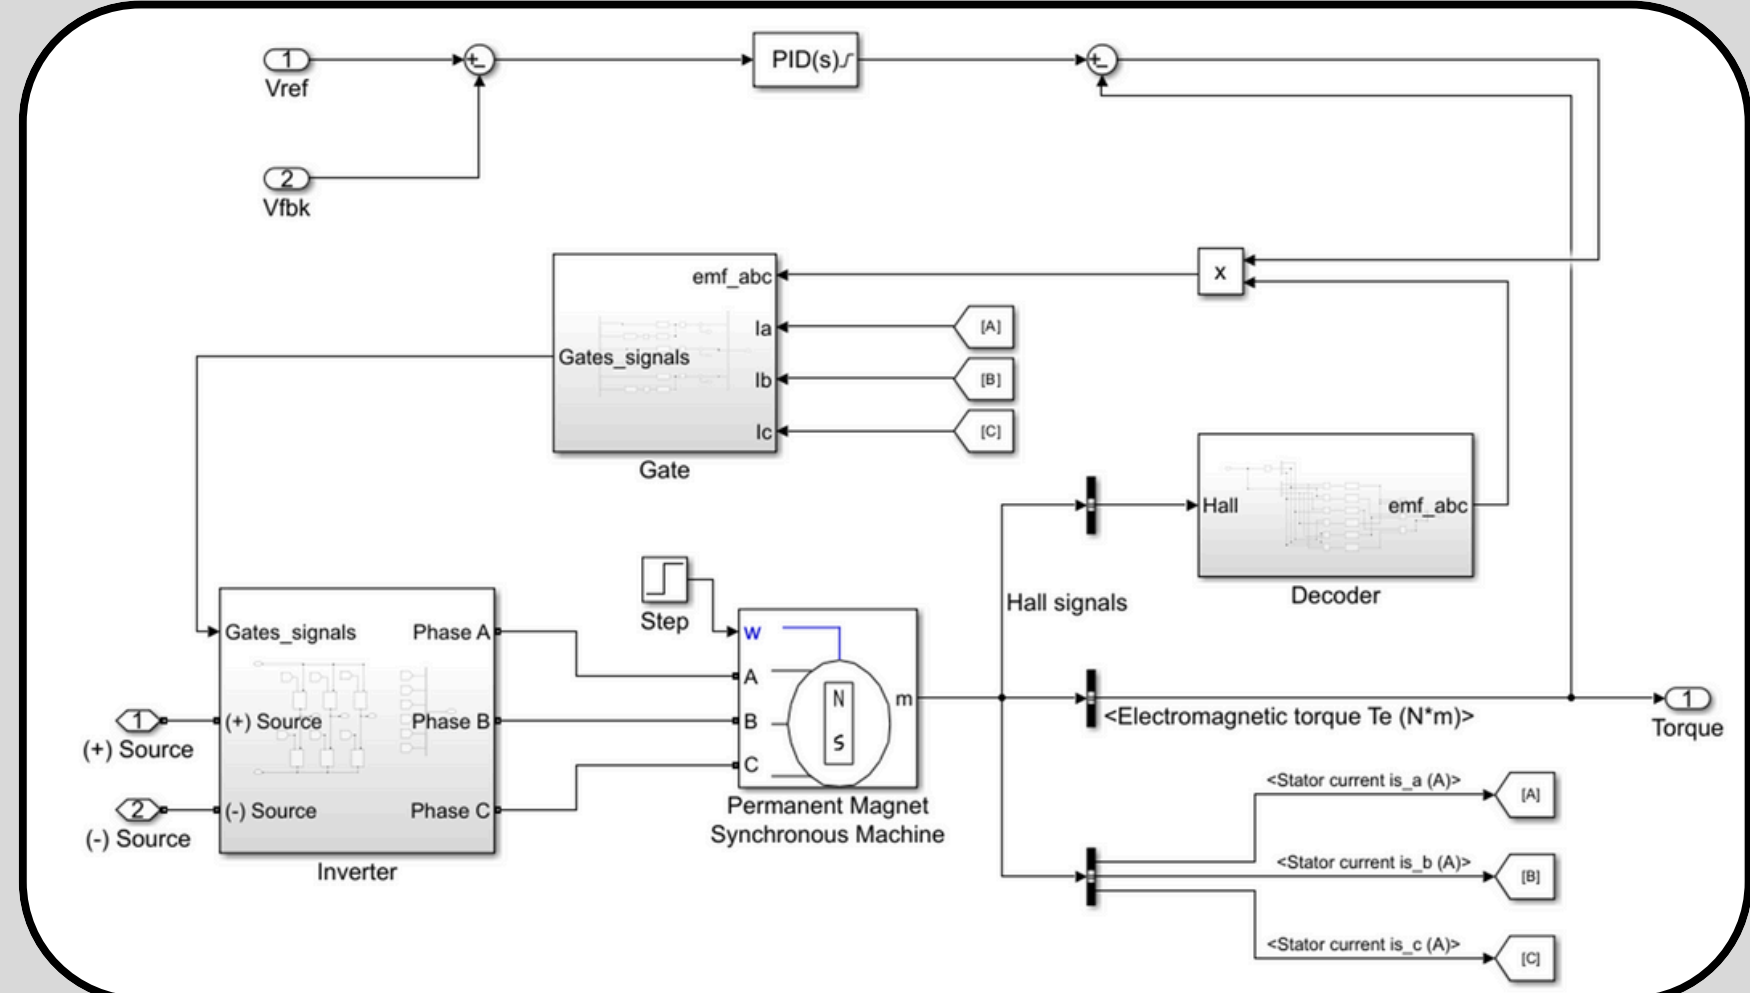 1
Vref
+
-
PID(s)
+
-
2
Vfbk
emf_abc
x
Ia
[A]
Gates_signals
Ib
[B]
Ic
[C]
Gate
Hall
emf_abc
Decoder
Step
Hall signals
Gates_signals
Phase A
w
A
N
S
m
1
(+) Source
(+) Source
Phase B
B
<Electromagnetic torque Te (N*m)>
1
Torque
C
2
(-) Source
(-) Source
Phase C
Permanent Magnet
Synchronous Machine
Inverter
<Stator current is_a (A)>
[A]
<Stator current is_b (A)>
[B]
<Stator current is_c (A)>
[C]